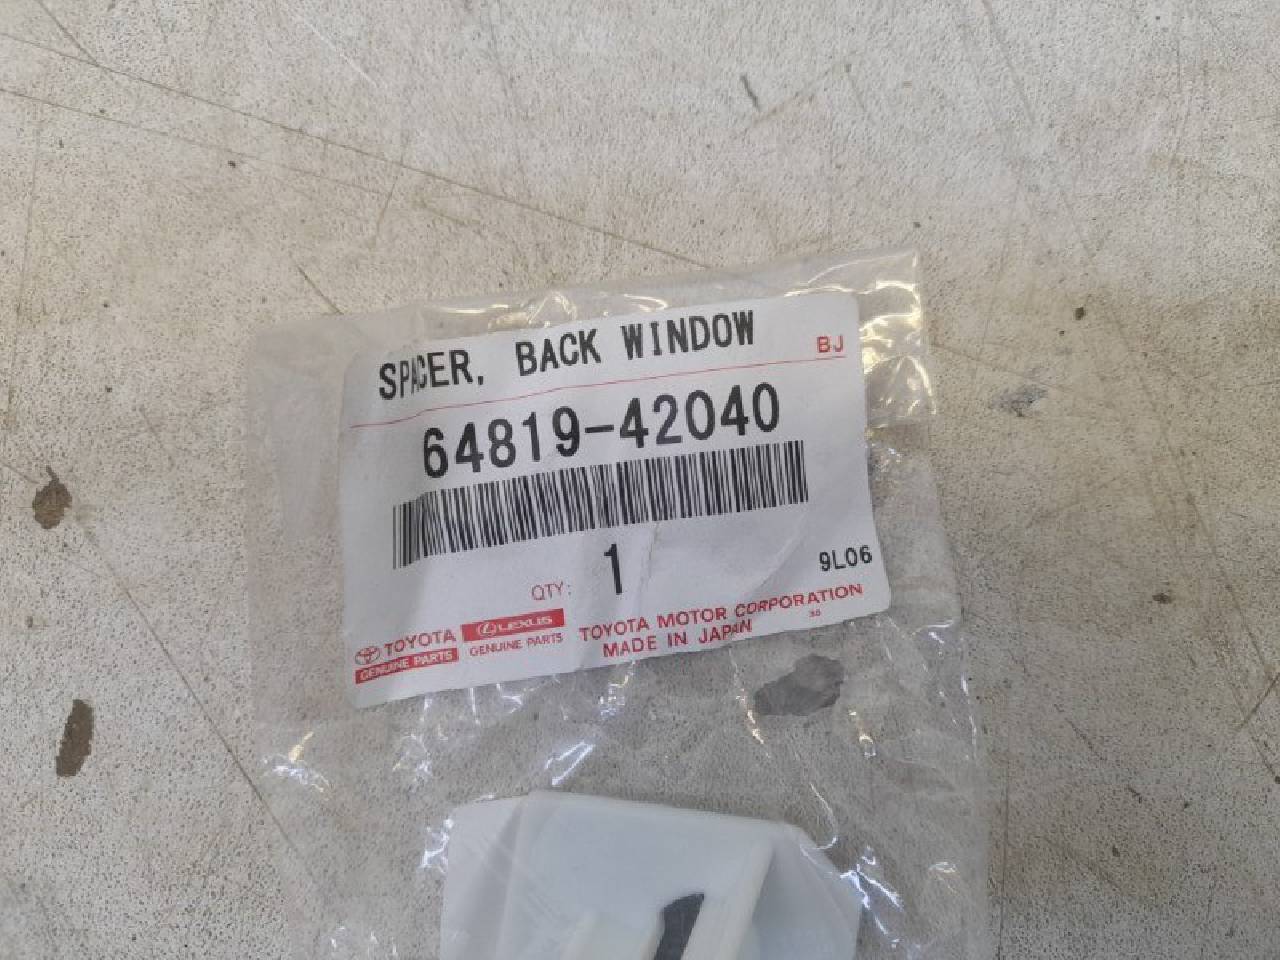 SPACER, BACK WINDOW
BJ
64819-42040
QTY: 1
9L06
TOYOTA
GENUINE PARTS
LEXUS
GENUINE PARTS
TOYOTA MOTOR CORPORATION
MADE IN JAPAN